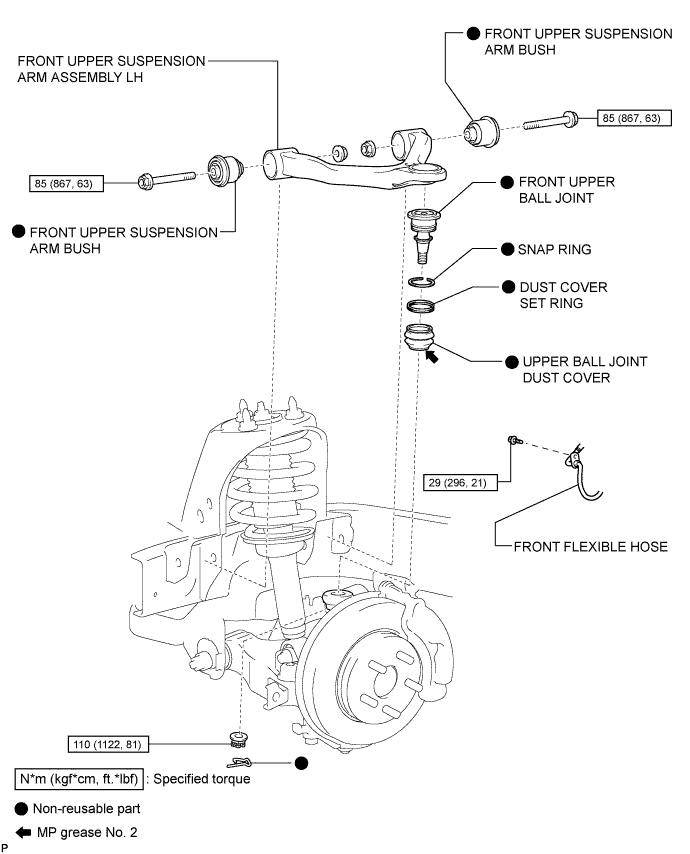 FRONT UPPER SUSPENSION
ARM BUSH
FRONT UPPER SUSPENSION
ARM ASSEMBLY LH
85 (867, 63)
85 (867, 63)
FRONT UPPER
BALL JOINT
FRONT UPPER SUSPENSION
ARM BUSH
SNAP RING
DUST COVER
SET RING
UPPER BALL JOINT
DUST COVER
29 (296, 21)
FRONT FLEXIBLE HOSE
110 (1122, 81)
N*m (kgf*cm, ft.*lbf) : Specified torque
Non-reusable part
MP grease No. 2
P